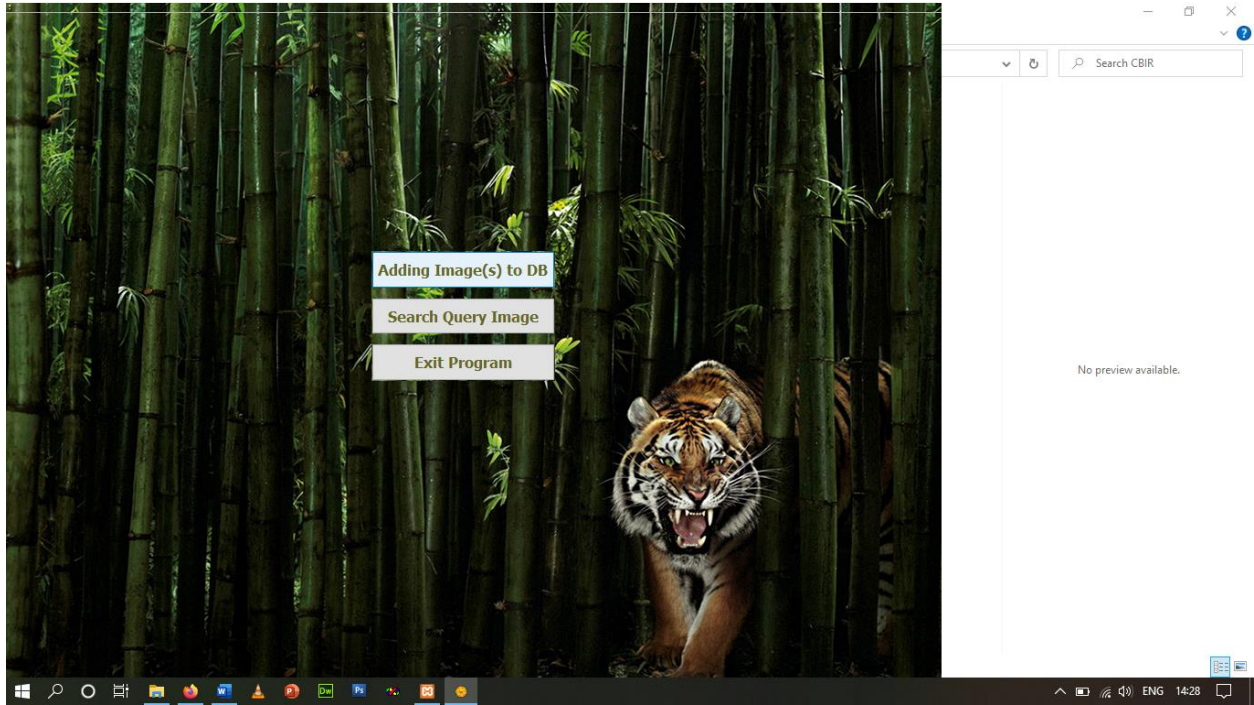 Search CBIR
Adding Image(s) to DB
Search Query Image
Exit Program
No preview available.
ENG 14:28